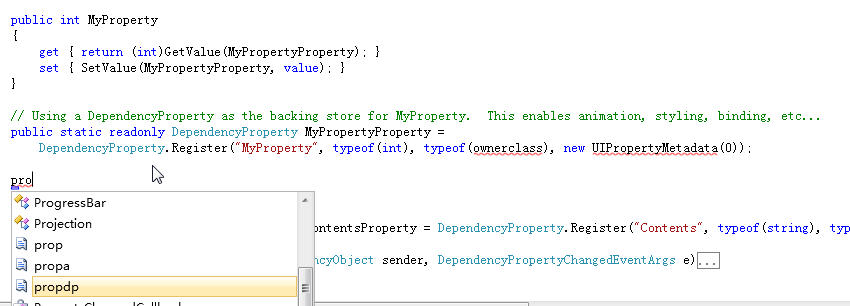 public int MyProperty
{
get { return (int)GetValue(MyPropertyProperty); }
set { SetValue(MyPropertyProperty, value); }
}
// Using a DependencyProperty as the backing store for MyProperty.  This enables animation, styling, binding, etc...
public static readonly DependencyProperty MyPropertyProperty =
DependencyProperty.Register("MyProperty", typeof(int), typeof(ownerclass), new UIPropertyMetadata(0));
pro
ProgressBar
Projection
ontentsProperty = DependencyProperty.Register("Contents", typeof(string), typ
prop
propa
ncyObject sender, DependencyPropertyChangedEventArgs e)...
propdp